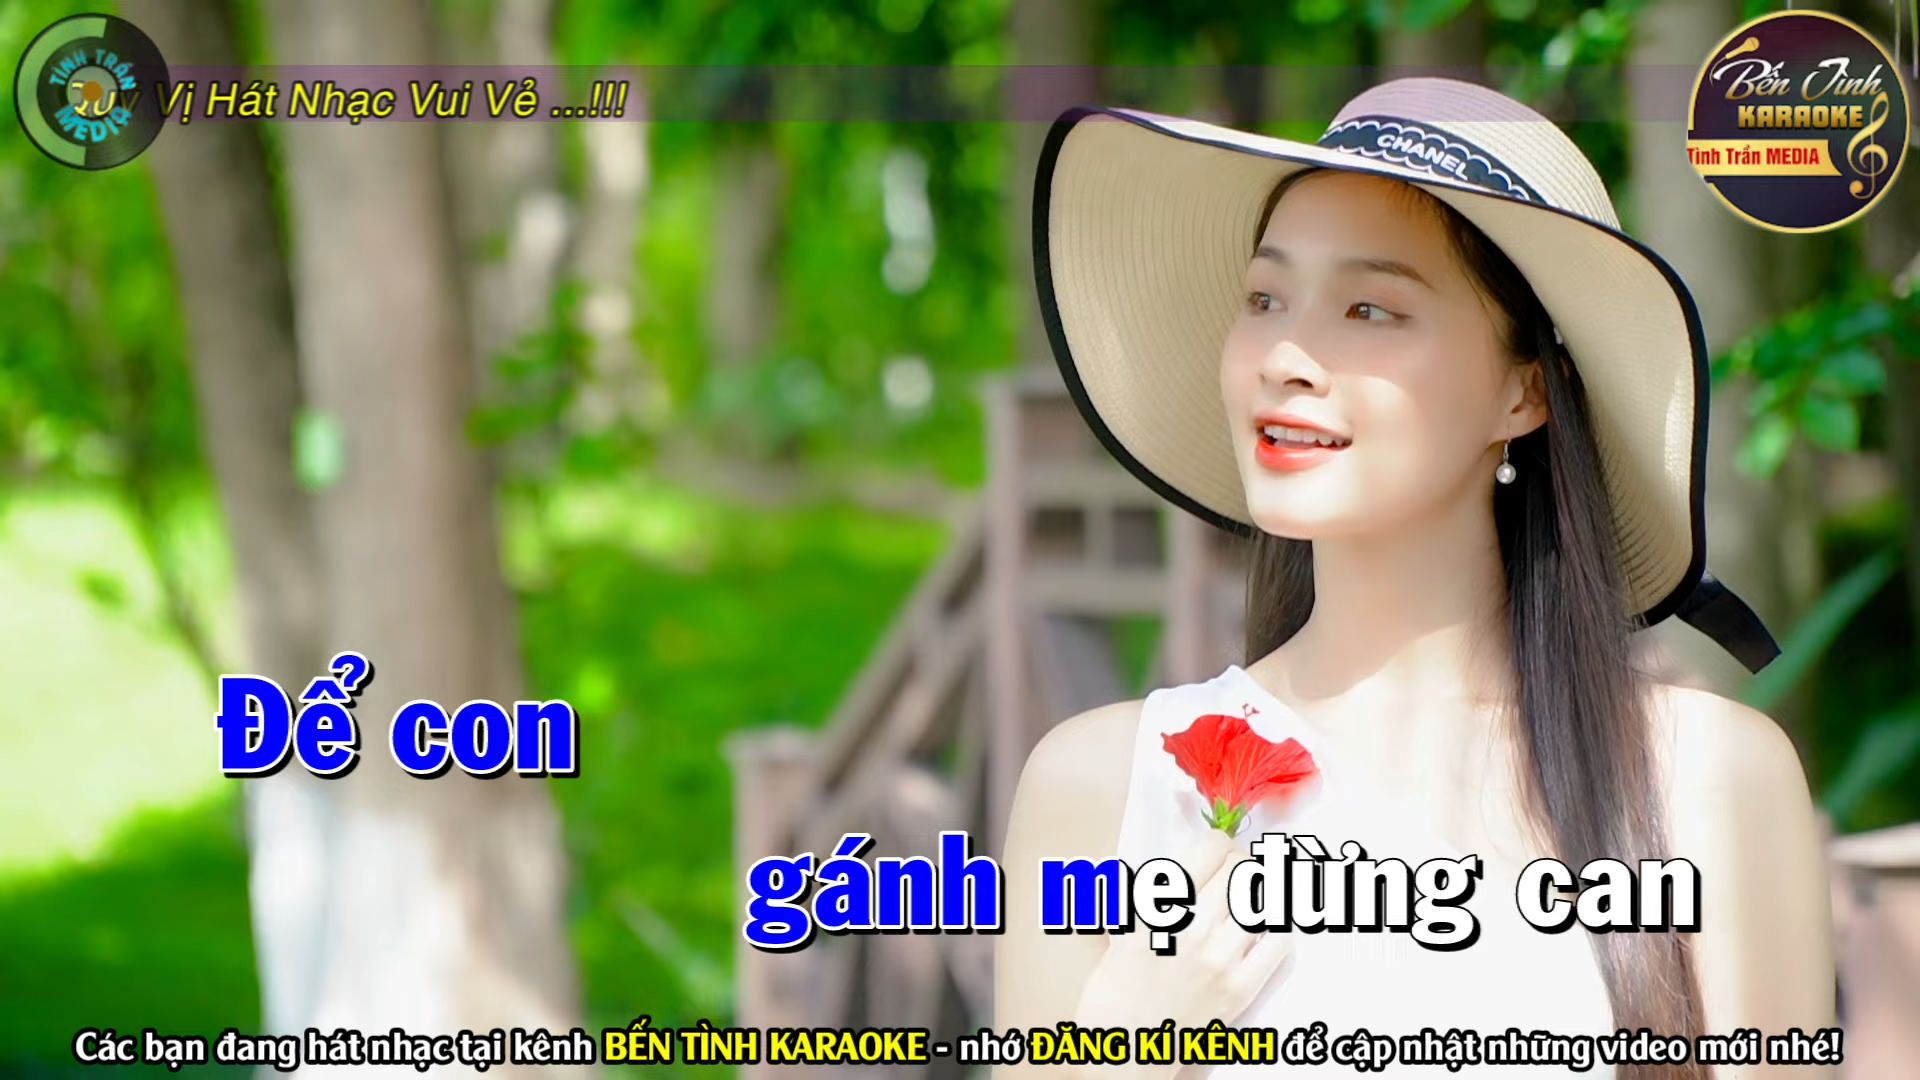 TÌNH TRẦN
MEDIA
Quý Vị Hát Nhạc Vui Vẻ ...!!!
Bến Tình
KARAOKE
Tình Trần MEDIA
CHANEL
Để con
gánh mẹ đừng can
Các bạn đang hát nhạc tại kênh BẾN TÌNH KARAOKE - nhớ ĐĂNG KÍ KÊNH để cập nhật những video mới nhé!